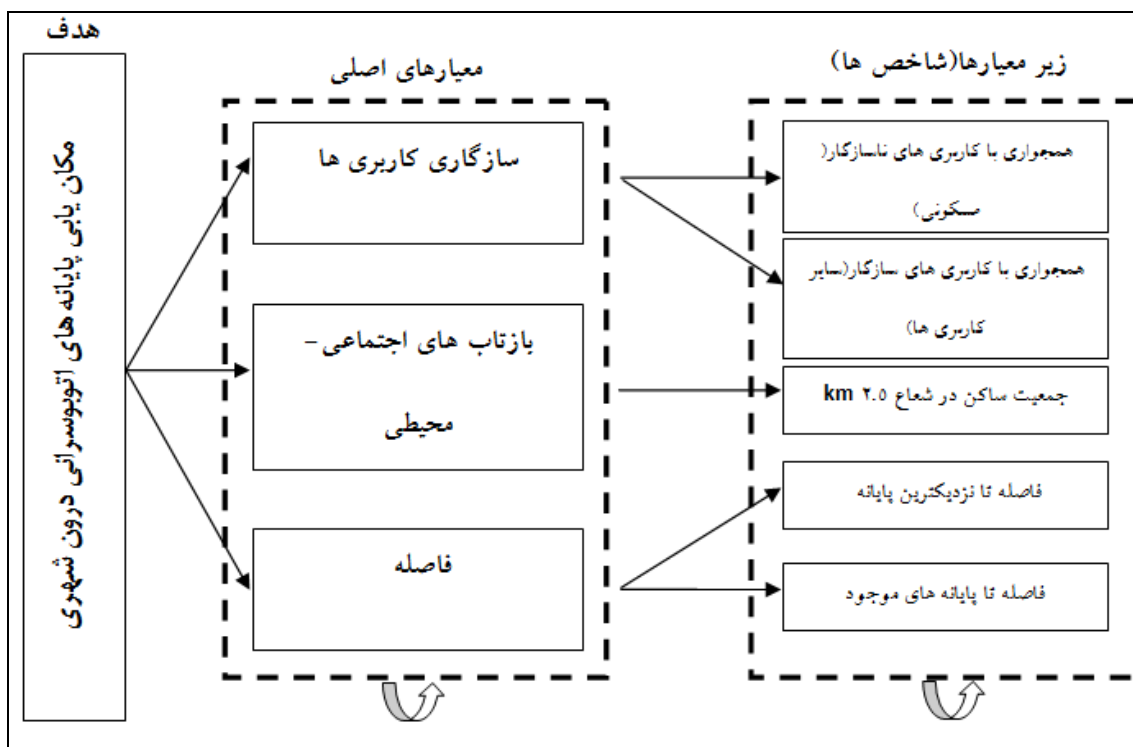 هدف
مکان یابی پایانه های اتوبوسرانی درون شهری
معیارهای اصلی
سازگاری کاربری ها
بازتاب های اجتماعی-
محیطی
فاصله
زیر معیارها(شاخص ها)
همجواری با کاربری های ناسازگار(
مسکونی)
همجواری با کاربری های سازگار(سایر
کاربری ها)
جمعیت ساکن در شعاع ۲.۵ km
فاصله تا نزدیکترین پایانه
فاصله تا پایانه های موجود